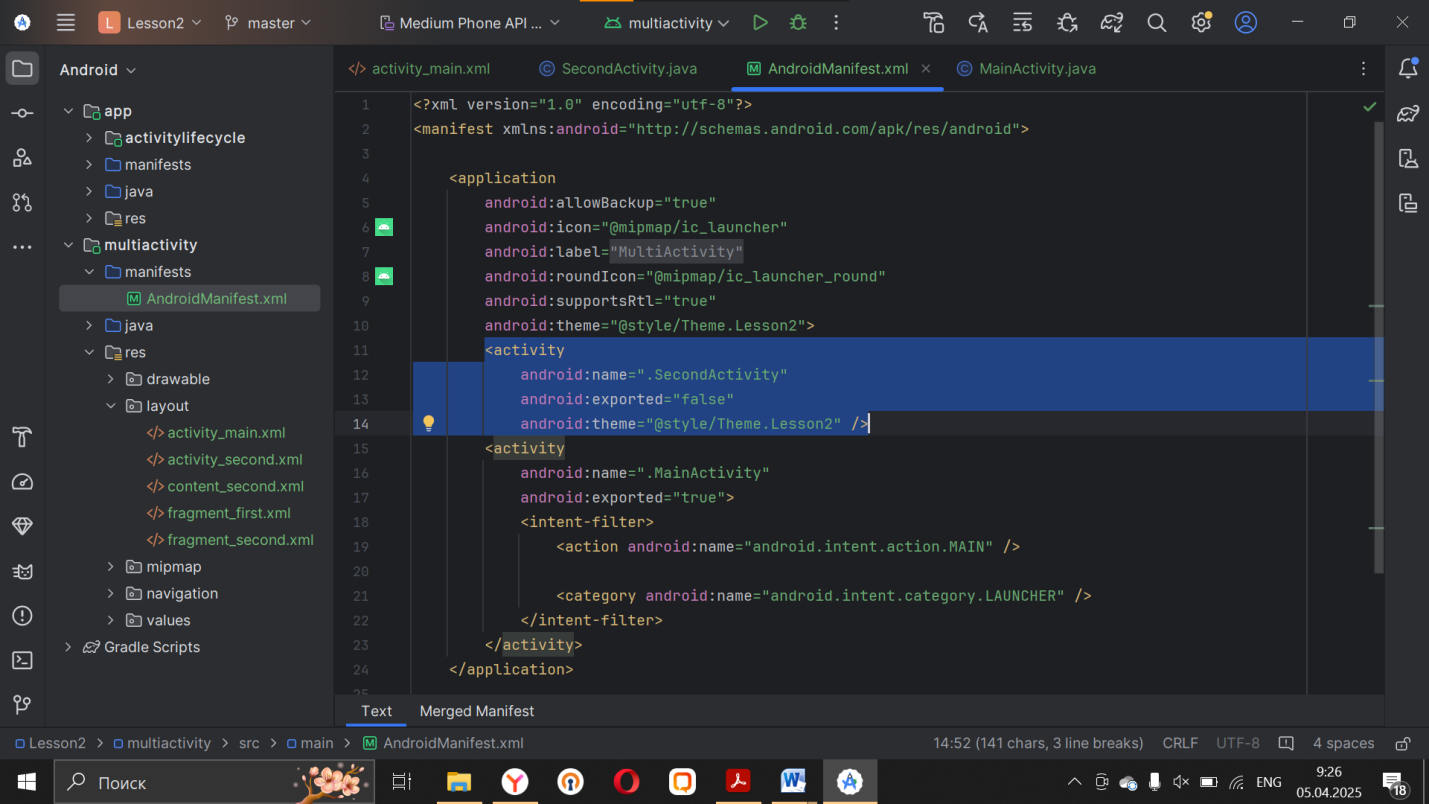 L Lesson2 master Medium Phone API ... multiactivity
Android
activity_main.xml SecondActivity.java AndroidManifest.xml MainActivity.java
app
activitylifecycle
manifests
java
res
multiactivity
manifests
AndroidManifest.xml
java
res
drawable
layout
activity_main.xml
activity_second.xml
content_second.xml
fragment_first.xml
fragment_second.xml
mipmap
navigation
values
Gradle Scripts
1 <?xml version="1.0" encoding="utf-8"?>
2 <manifest xmlns:android="http://schemas.android.com/apk/res/android">
3
4 <application
5 android:allowBackup="true"
6 android:icon="@mipmap/ic_launcher"
7 android:label="MultiActivity"
8 android:roundIcon="@mipmap/ic_launcher_round"
9 android:supportsRtl="true"
10 android:theme="@style/Theme.Lesson2">
11 <activity
12 android:name=".SecondActivity"
13 android:exported="false"
14 android:theme="@style/Theme.Lesson2" />
15 <activity
16 android:name=".MainActivity"
17 android:exported="true">
18 <intent-filter>
19 <action android:name="android.intent.action.MAIN" />
20
21 <category android:name="android.intent.category.LAUNCHER" />
22 </intent-filter>
23 </activity>
24 </application>
25
Text Merged Manifest
Lesson2 > multiactivity > src > main > AndroidManifest.xml 14:52 (141 chars, 3 line breaks) CRLF UTF-8 4 spaces
Поиск ENG 9:26
05.04.2025 18